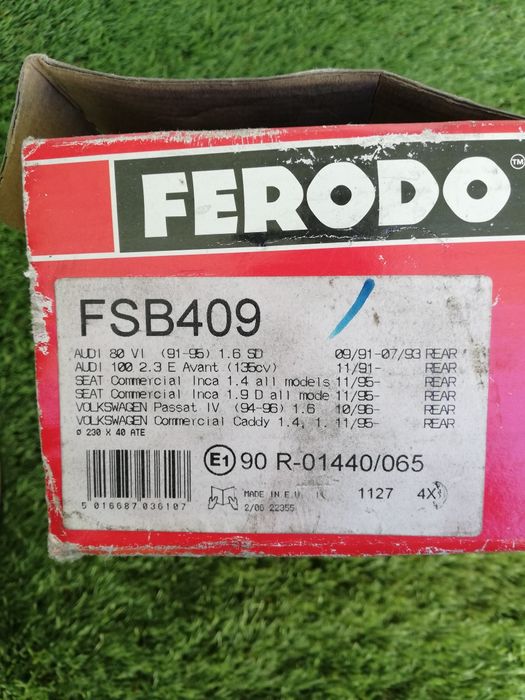 FERODO™
FSB409
AUDI 80 VI (91-95) 1.6 SD 09/91-07/93 REAR
AUDI 100 2.3 E Avant (135cv) 11/91- REAR
SEAT Commercial Inca 1.4 all models 11/95- REAR
SEAT Commercial Inca 1.9 D all mode 11/95- REAR
VOLKSWAGEN Passat IV (94-96) 1.6 10/96- REAR
VOLKSWAGEN Commercial Caddy 1.4, 1. 11/95- REAR
ø 230 X 40 ATE
E1 90 R-01440/065
MADE IN E.U 1127 4X
5 016687 036107
2/06 22355